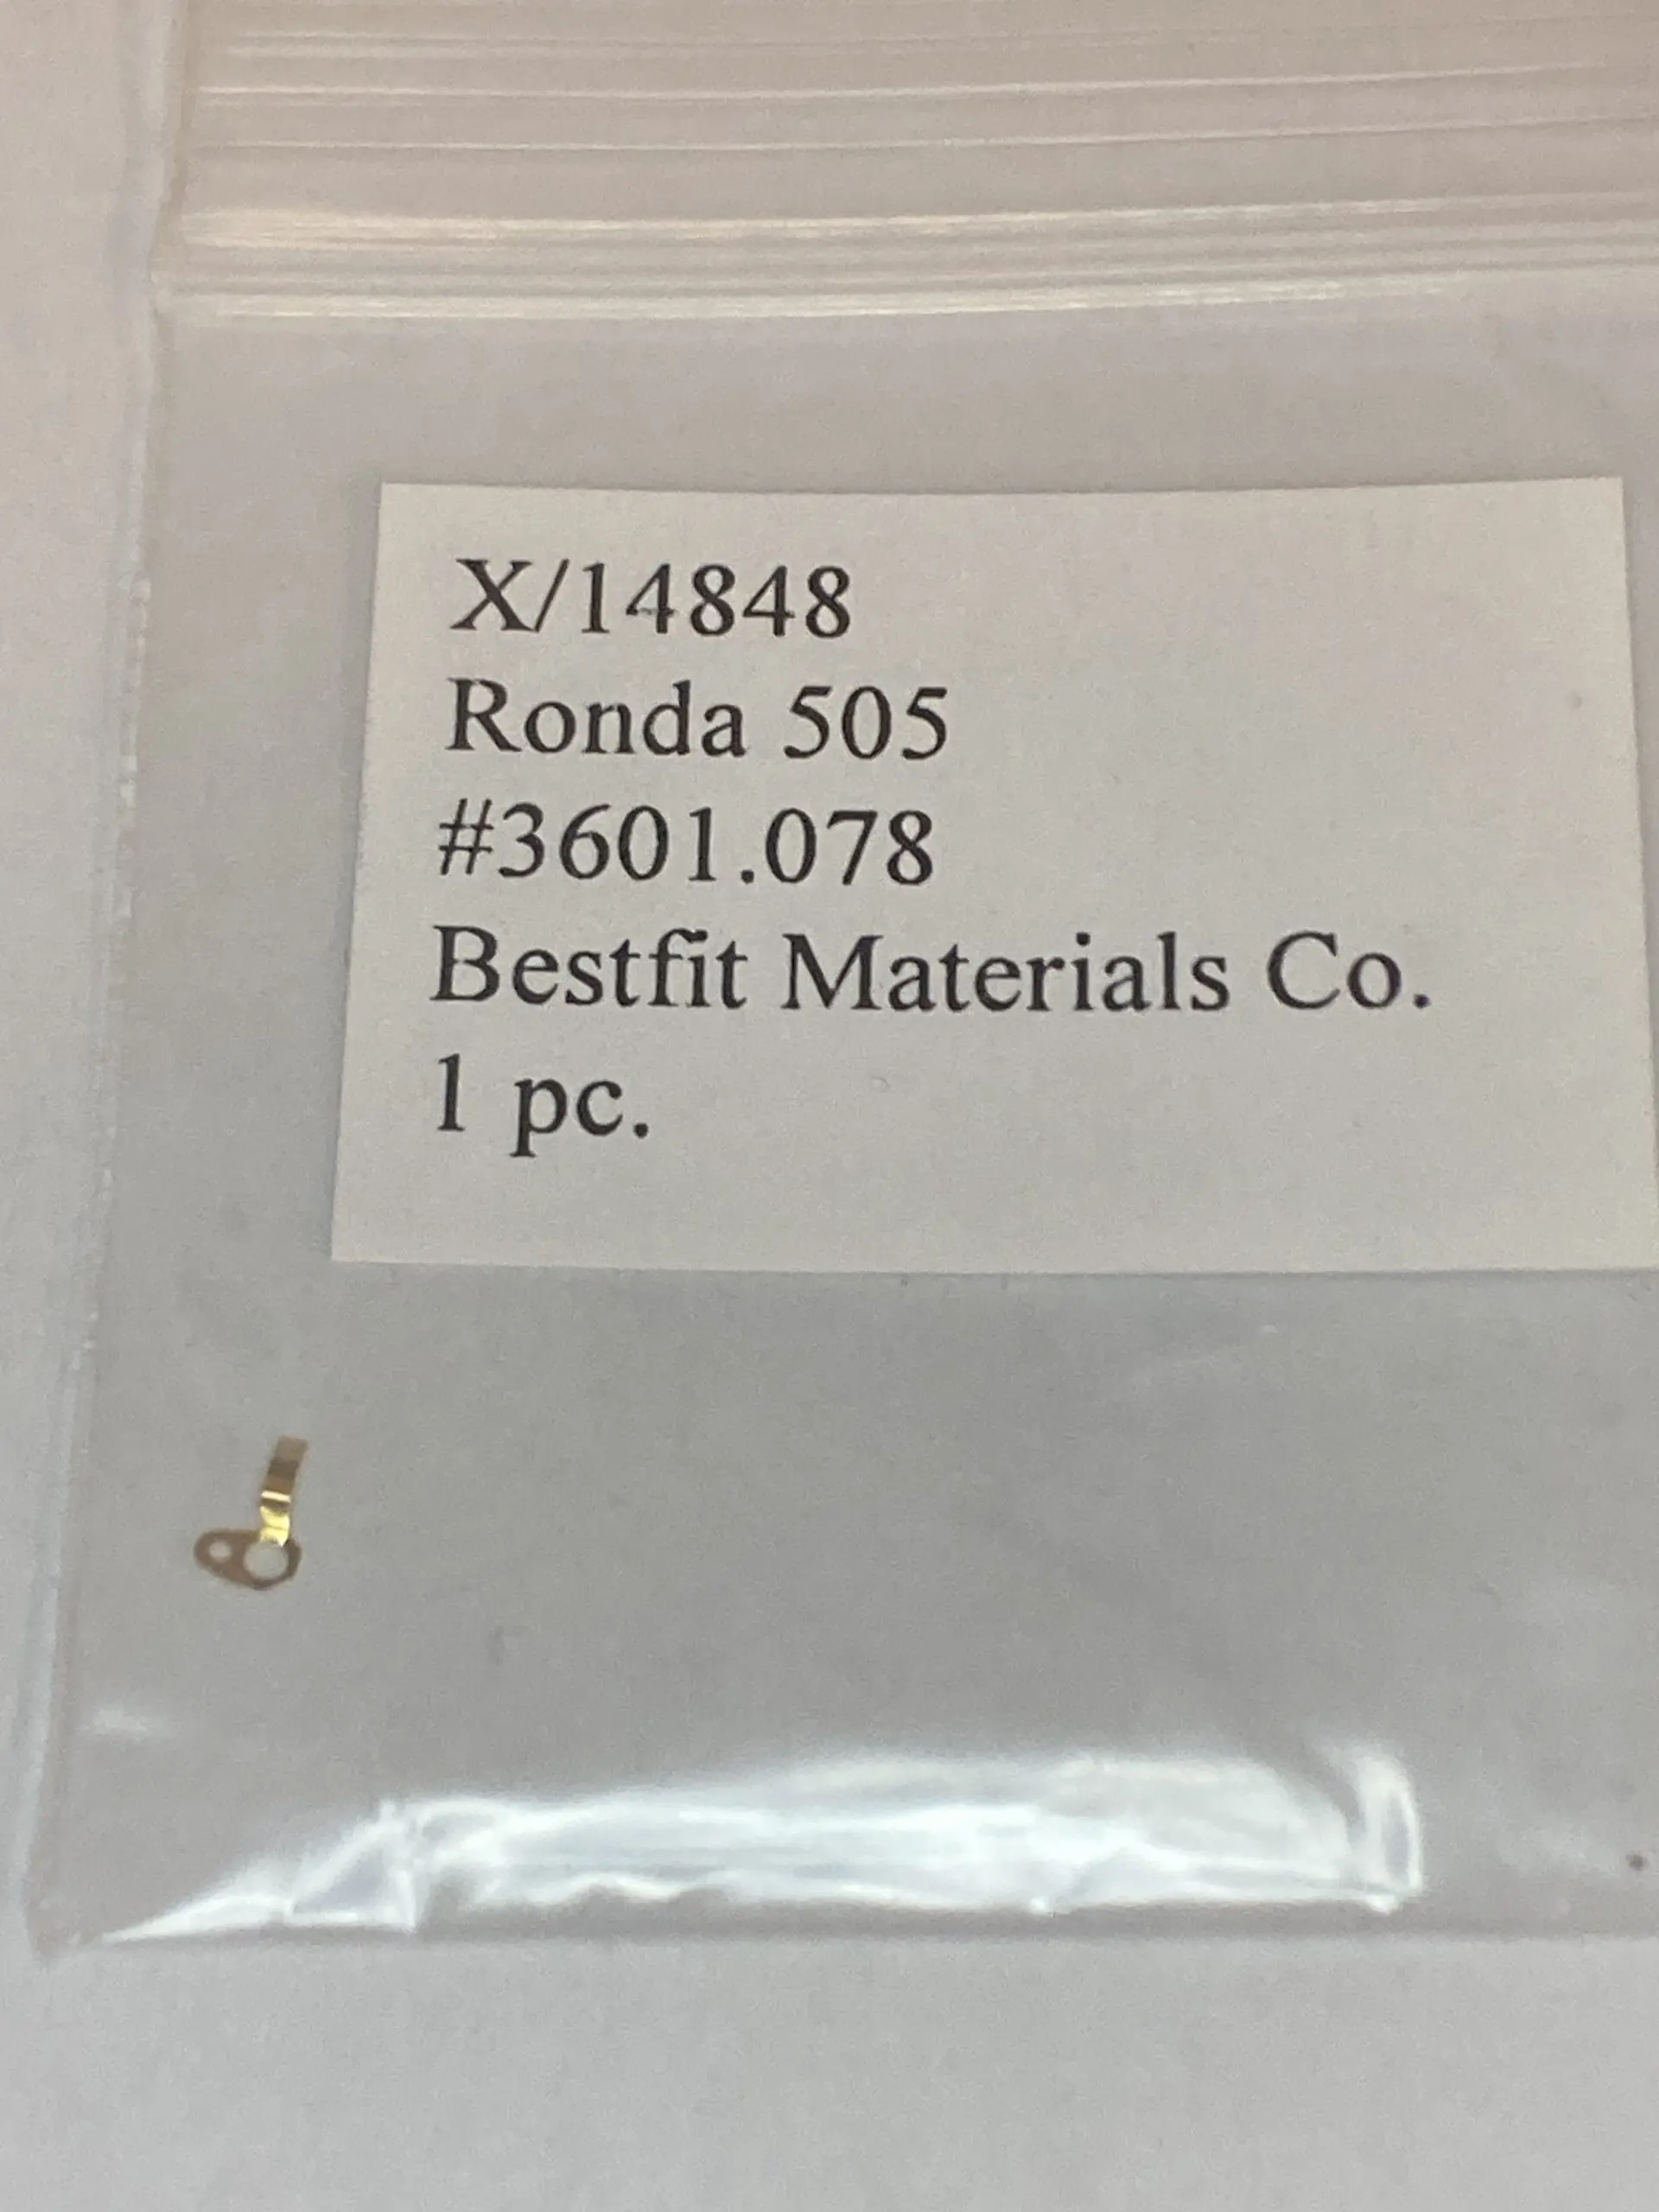 X/14848
Ronda 505
#3601.078
Bestfit Materials Co.
1 pc.